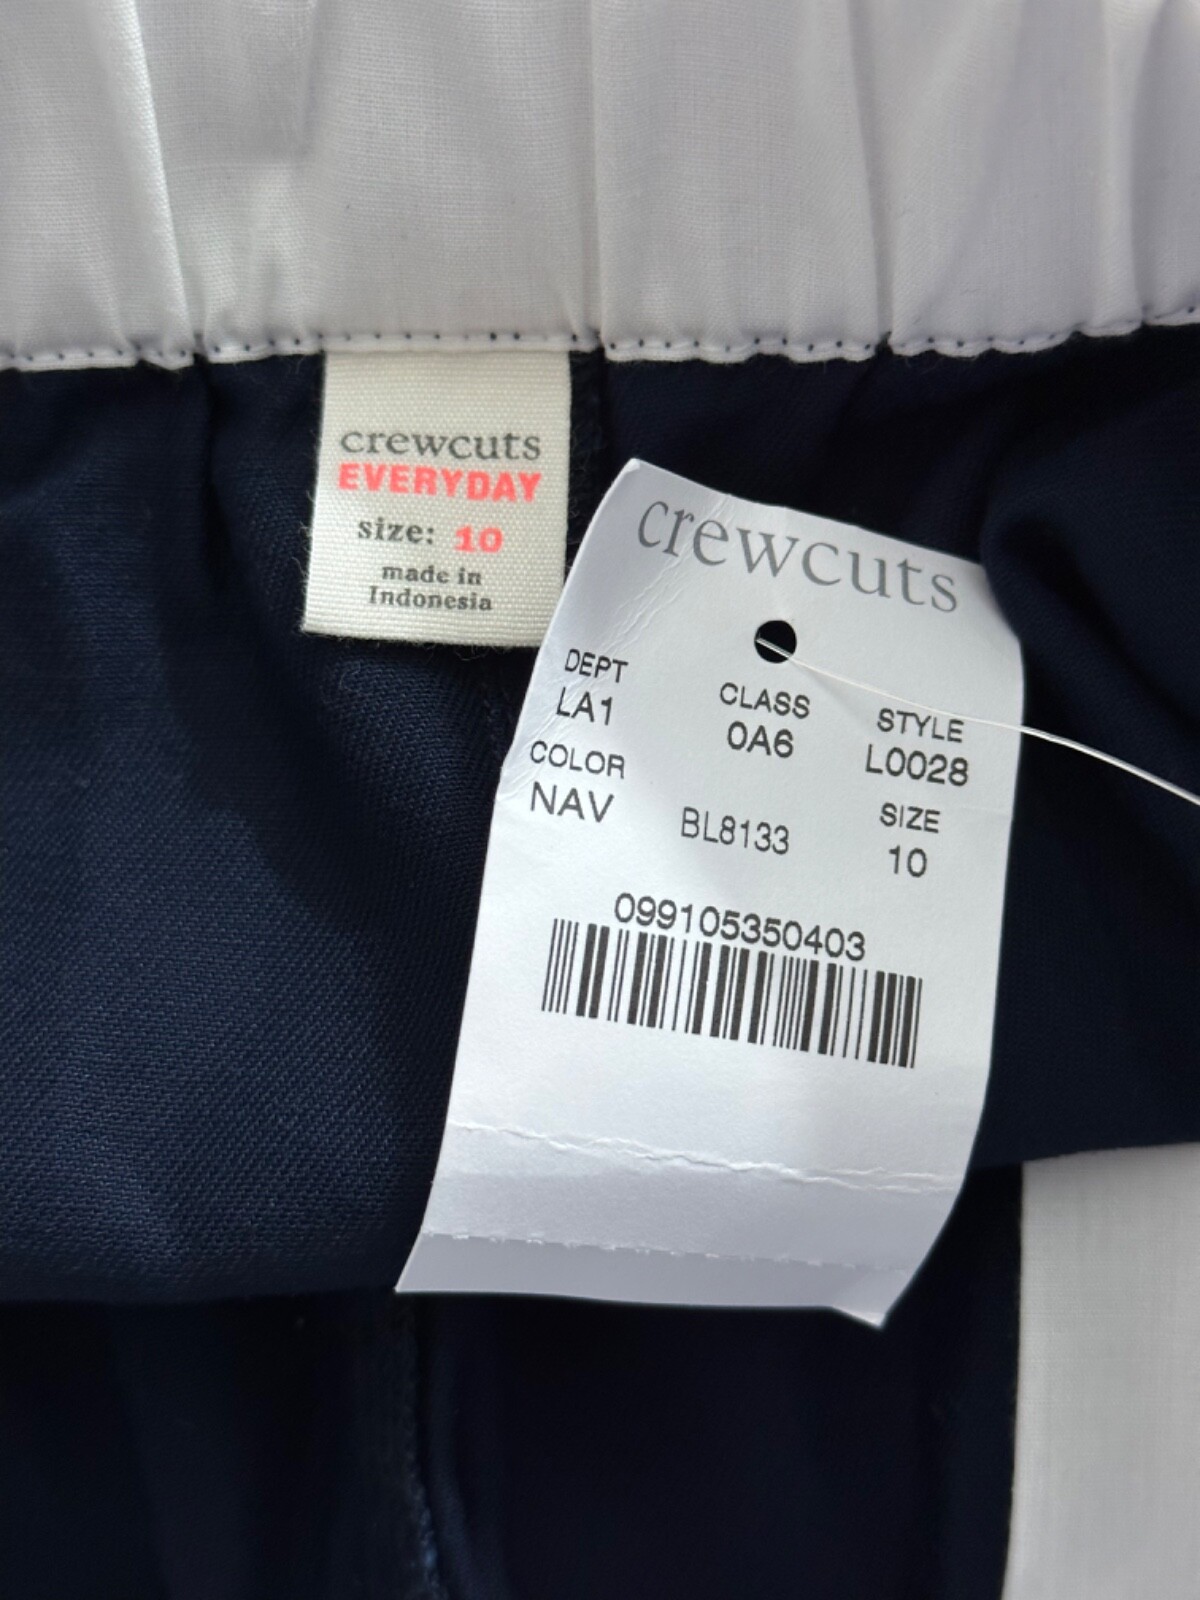 crewcuts
EVERYDAY
size: 10
made in
Indonesia
crewcuts
DEPT CLASS STYLE
LA1 0A6 L0028
COLOR SIZE
NAV BL8133 10
099105350403